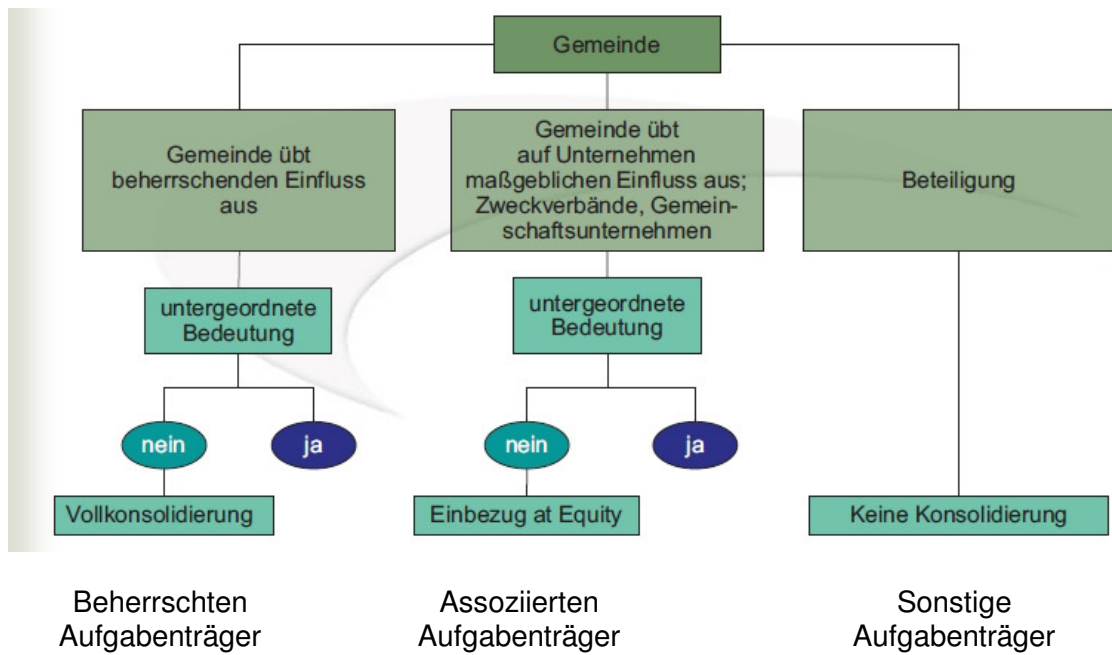 Gemeinde
Gemeinde übt
beherrschenden Einfluss
aus
Gemeinde übt
auf Unternehmen
maßgeblichen Einfluss aus;
Zweckverbände, Gemein-
schaftsunternehmen
Beteiligung
untergeordnete
Bedeutung
untergeordnete
Bedeutung
nein
ja
nein
ja
Vollkonsolidierung
Einbezug at Equity
Keine Konsolidierung
Beherrschten
Aufgabenträger
Assoziierten
Aufgabenträger
Sonstige
Aufgabenträger